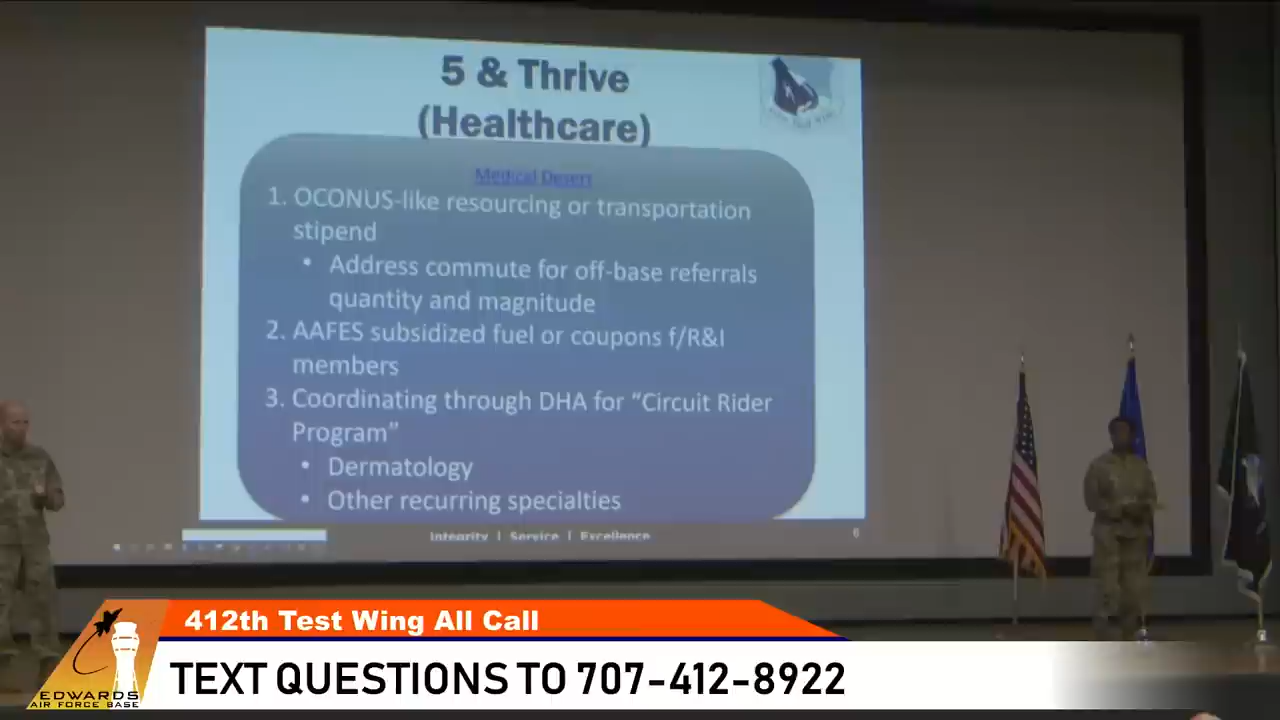 5 & Thrive
(Healthcare)
Medical Desert
1. OCONUS-like resourcing or transportation
stipend
• Address commute for off-base referrals
quantity and magnitude
2. AAFES subsidized fuel or coupons f/R&I
members
3. Coordinating through DHA for “Circuit Rider
Program”
• Dermatology
• Other recurring specialties
Integrity | Service | Excellence
6
412th Test Wing All Call
TEXT QUESTIONS TO 707-412-8922
EDWARDS
AIR FORCE BASE